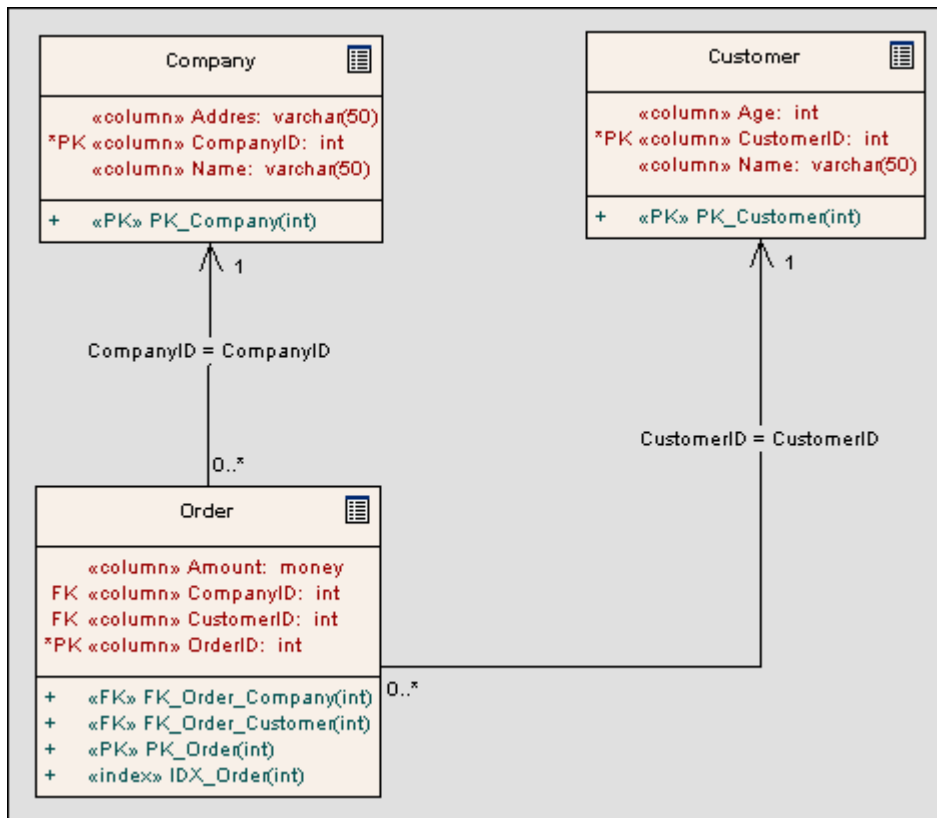 Company
«column» Addres: varchar(50)
*PK «column» CompanyID: int
«column» Name: varchar(50)
+ «PK» PK_Company(int)
Customer
«column» Age: int
*PK «column» CustomerID: int
«column» Name: varchar(50)
+ «PK» PK_Customer(int)
1
1
CompanyID = CompanyID
CustomerID = CustomerID
0..*
Order
«column» Amount: money
FK «column» CompanyID: int
FK «column» CustomerID: int
*PK «column» OrderID: int
+ «FK» FK_Order_Company(int)
+ «FK» FK_Order_Customer(int)
+ «PK» PK_Order(int)
+ «index» IDX_Order(int)
0..*